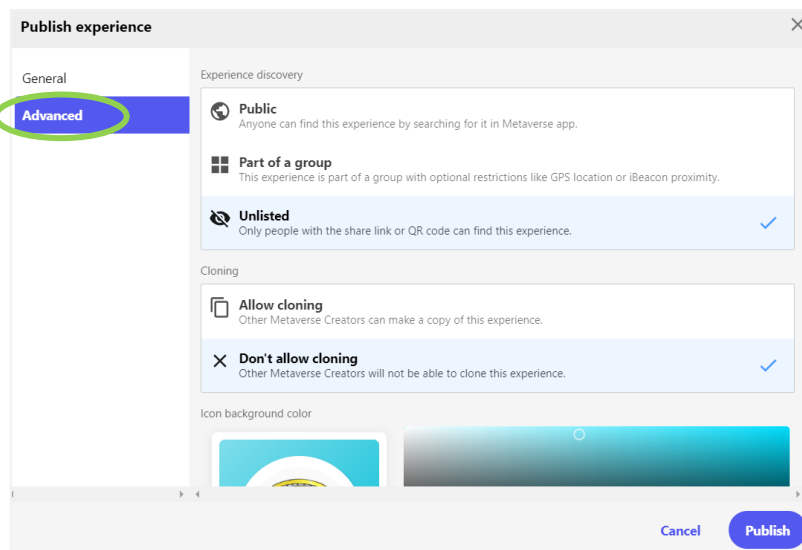 Publish experience
General
Advanced
Experience discovery
Public
Anyone can find this experience by searching for it in Metaverse app.
Part of a group
This experience is part of a group with optional restrictions like GPS location or iBeacon proximity.
Unlisted
Only people with the share link or QR code can find this experience.
Cloning
Allow cloning
Other Metaverse Creators can make a copy of this experience.
Don't allow cloning
Other Metaverse Creators will not be able to clone this experience.
Icon background color
Cancel
Publish